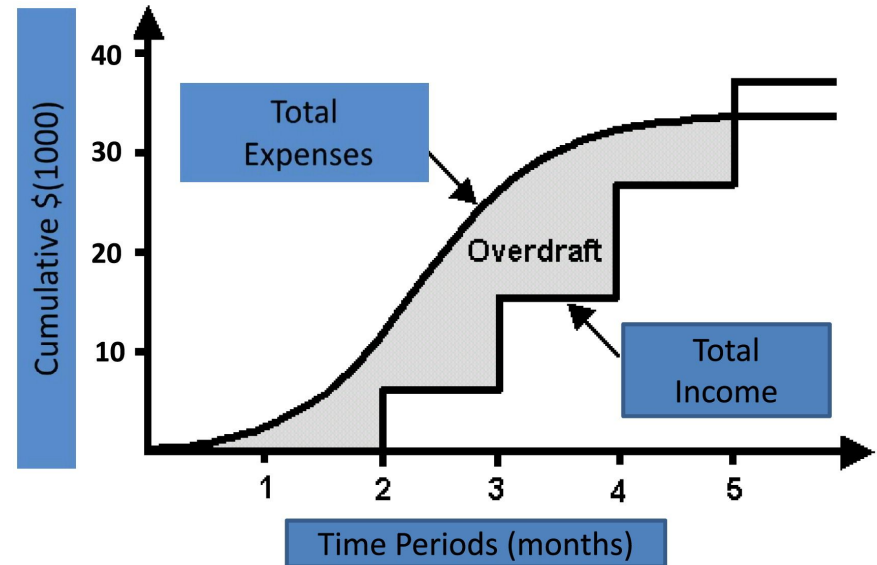 Cumulative $(1000)
40
30
20
10
Total
Expenses
Overdraft
Total
Income
1
2
3
4
5
Time Periods (months)